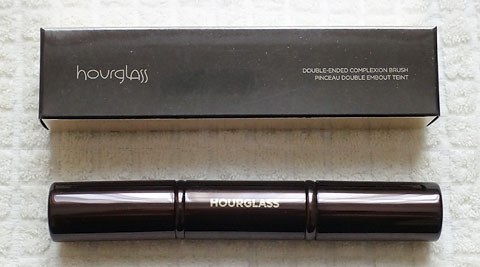 hourglass
DOUBLE-ENDED COMPLEXION BRUSH
PINCEAU DOUBLE EMBOUT TEINT
HOURGLASS